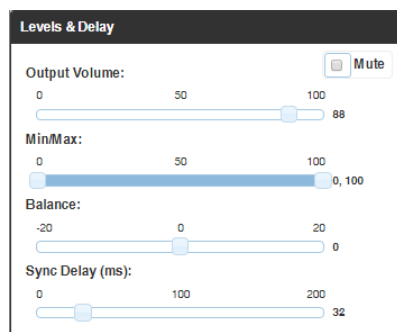 Levels & Delay
Mute
Output Volume:
0 50 100
88
Min/Max:
0 50 100
0, 100
Balance:
-20 0 20
0
Sync Delay (ms):
0 100 200
32